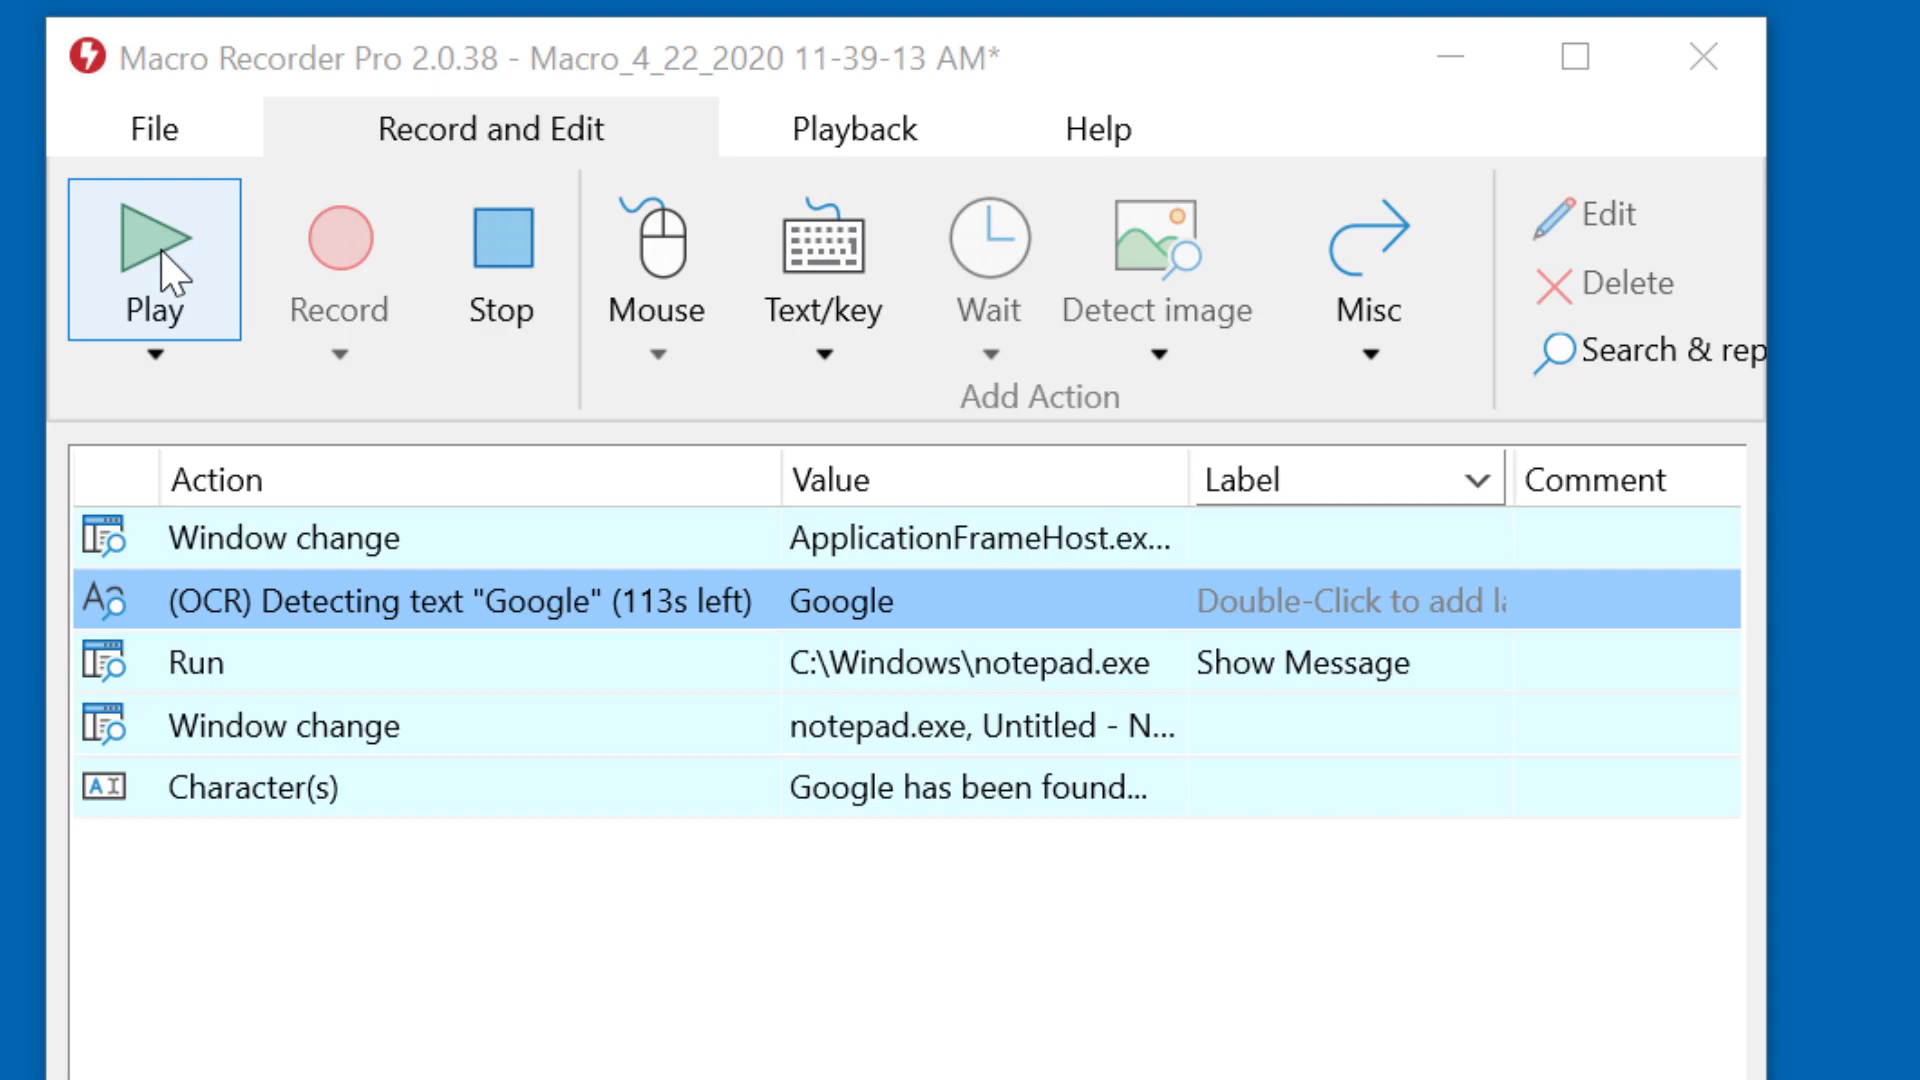 Macro Recorder Pro 2.0.38 - Macro_4_22_2020 11-39-13 AM*
File Record and Edit Playback Help
Play Record Stop Mouse Text/key Wait Detect image Misc
Edit
Delete
Search & rep
Add Action
Action Value Label Comment
Window change ApplicationFrameHost.ex...
(OCR) Detecting text "Google" (113s left) Google Double-Click to add la
Run C:\Windows\notepad.exe Show Message
Window change notepad.exe, Untitled - N...
Character(s) Google has been found...